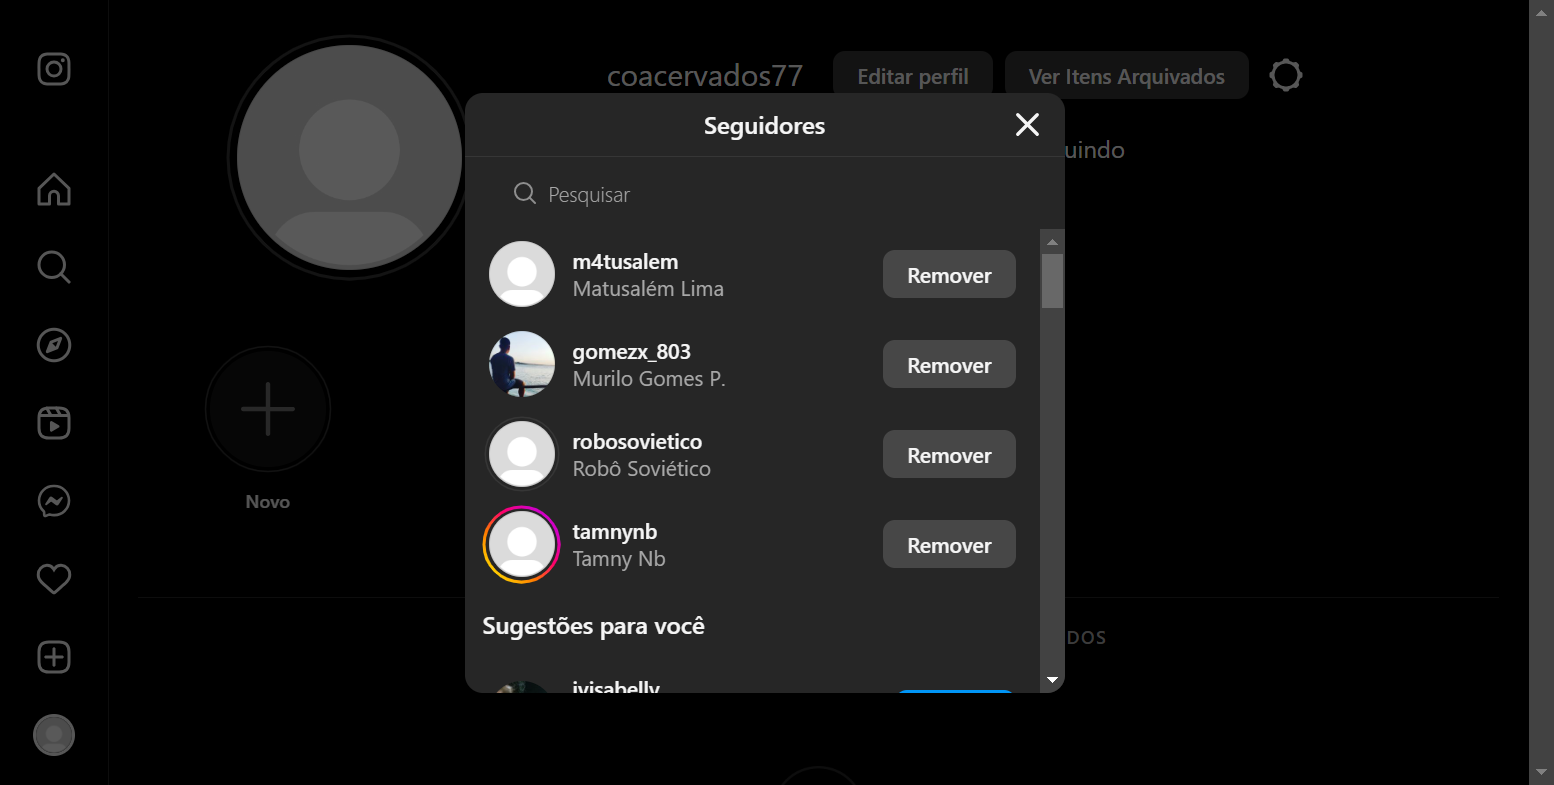 coacervados77
Editar perfil
Ver Itens Arquivados
Seguidores
uindo
Pesquisar
m4tusalem
Matusalém Lima
Remover
gomezx_803
Murilo Gomes P.
Remover
robosovietico
Robô Soviético
Remover
Novo
tamnynb
Tamny Nb
Remover
Sugestões para você
DOS